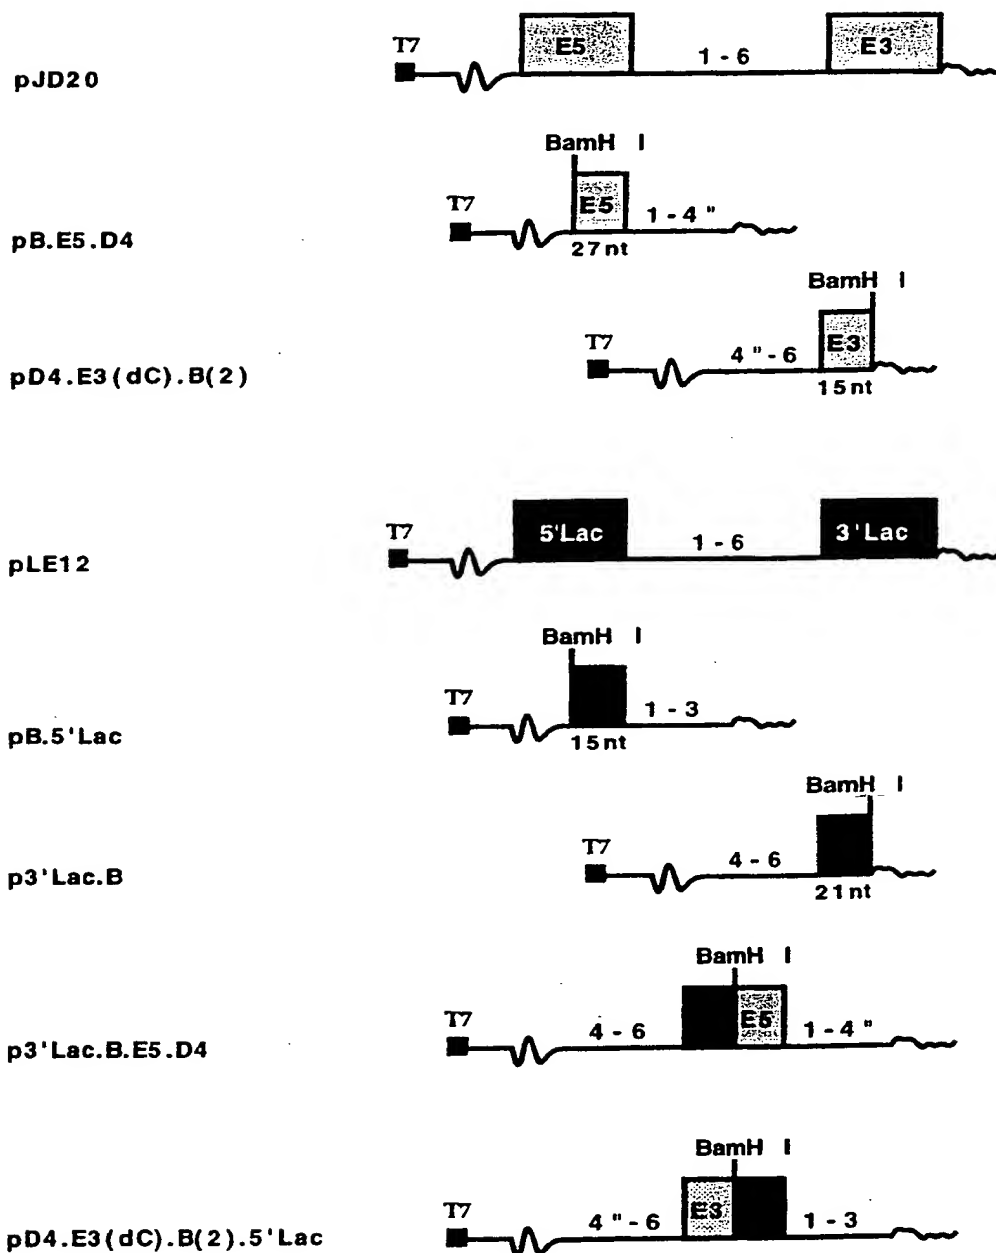 E5 E3
T7 1 - 6
pJD20
BamH I
T7 E5 1 - 4"
pB.E5.D4 27nt
BamH I
T7 4"- 6 E3
pD4.E3(dC).B(2) 15nt
5'Lac 3'Lac
T7 1 - 6
pLE12
BamH I
T7 1 - 3
pB.5'Lac 15nt
BamH I
T7 4 - 6
p3'Lac.B 21nt
BamH I
T7 4 - 6 E5 1 - 4"
p3'Lac.B.E5.D4
BamH I
T7 4"- 6 E3 1 - 3
pD4.E3(dC).B(2).5'Lac